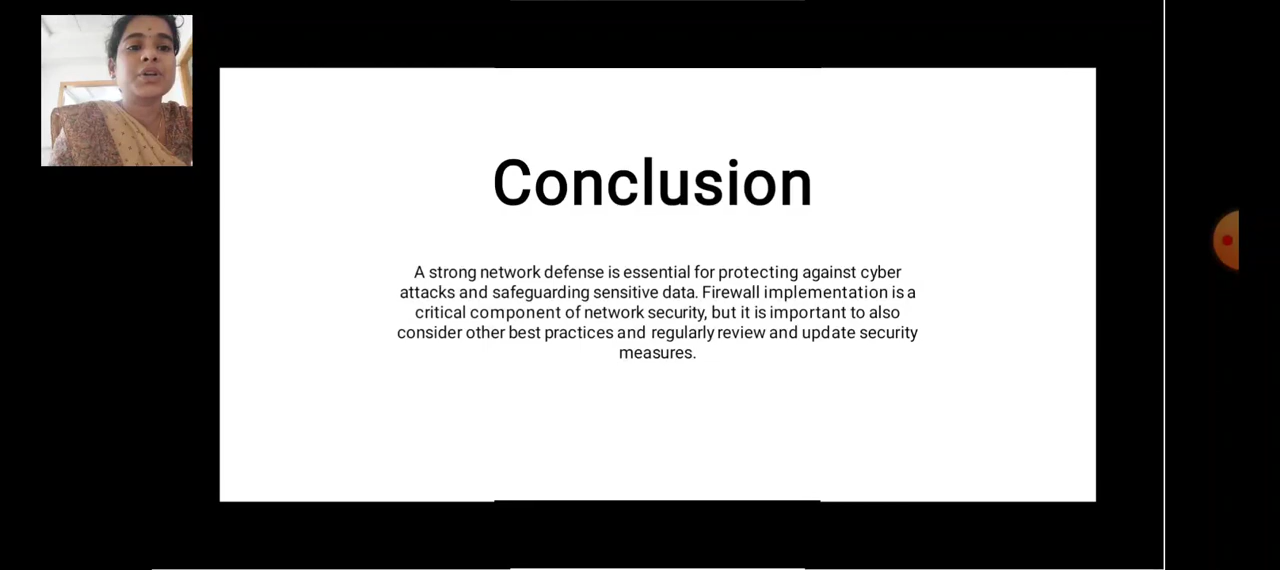 Conclusion
A strong network defense is essential for protecting against cyber
attacks and safeguarding sensitive data. Firewall implementation is a
critical component of network security, but it is important to also
consider other best practices and regularly review and update security
measures.